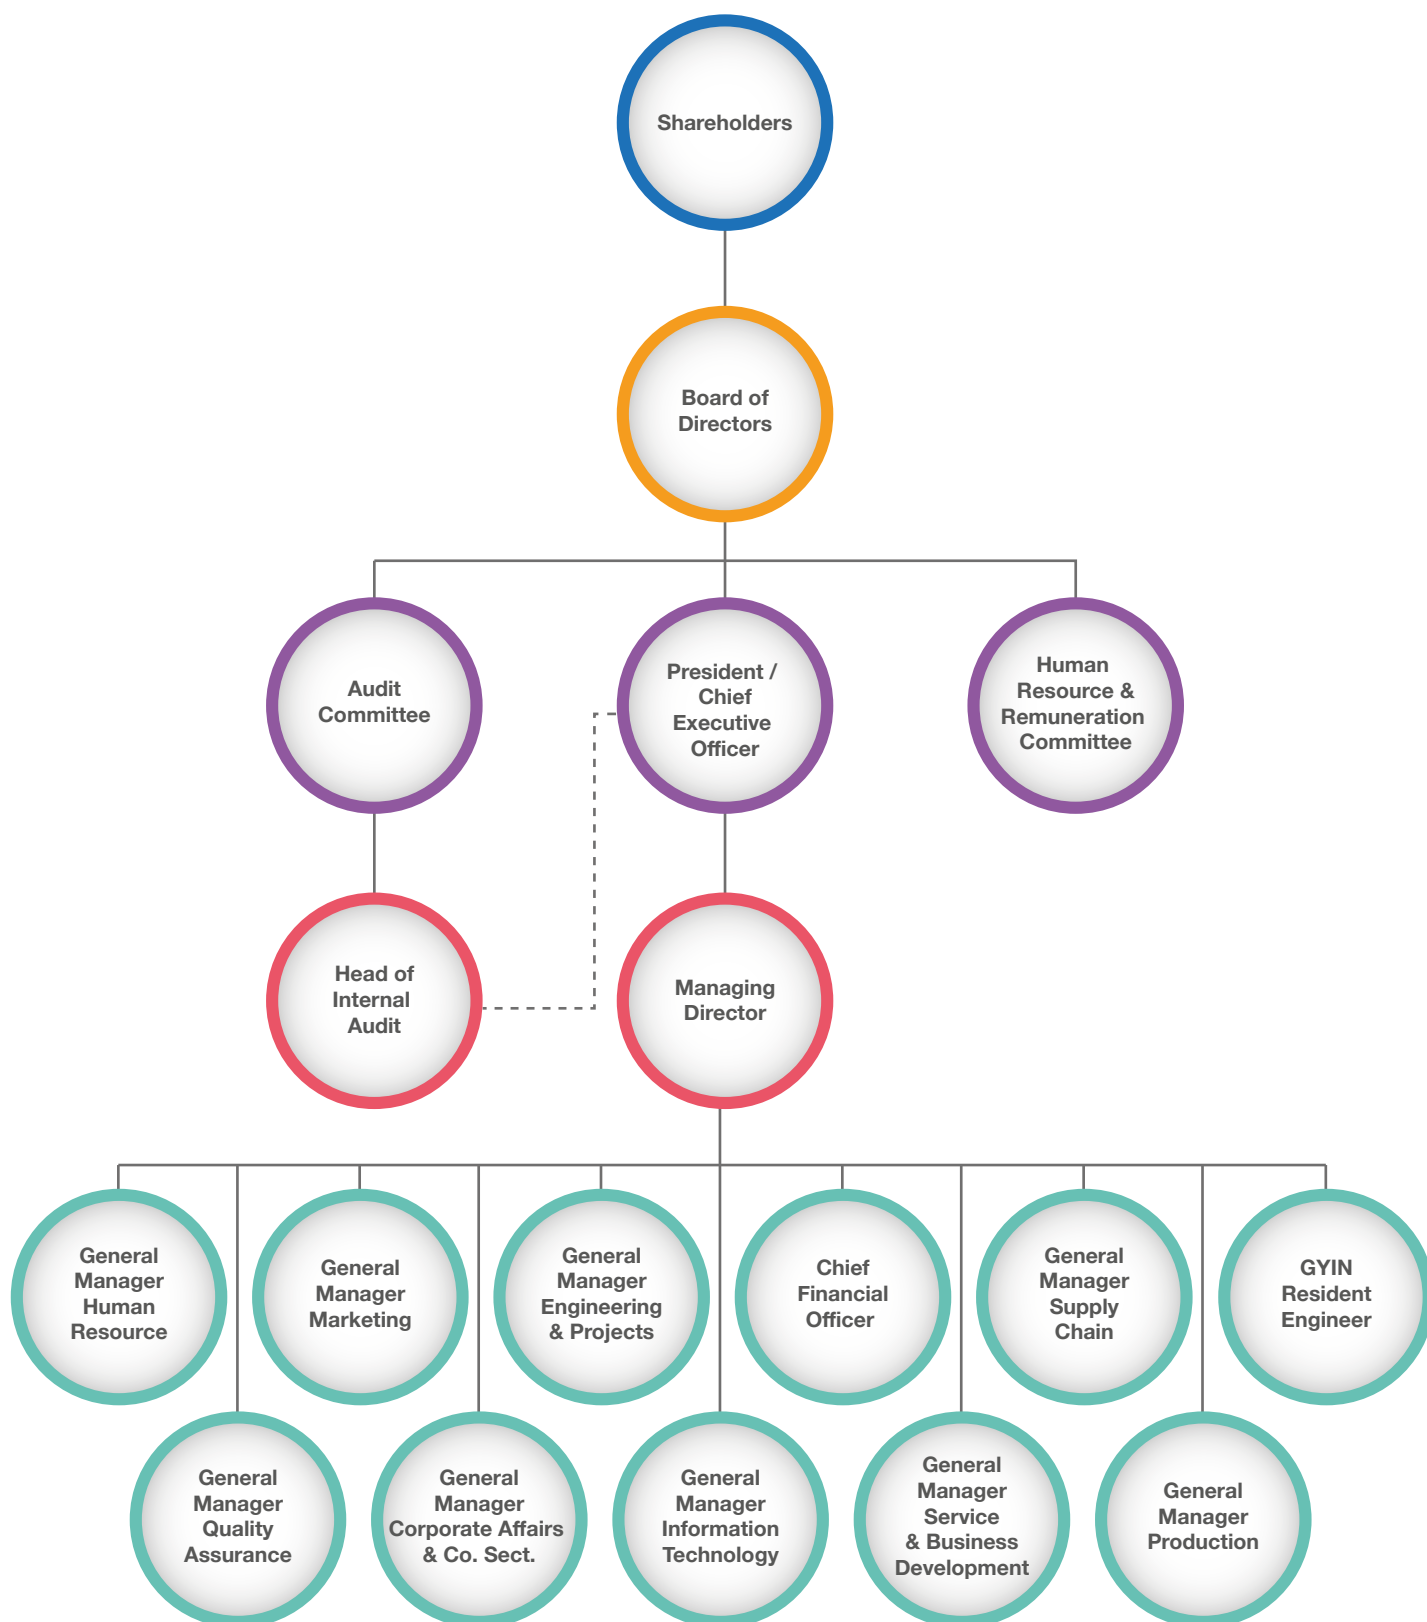 Shareholders
Board of
Directors
Audit
Committee
President /
Chief
Executive
Officer
Human
Resource &
Remuneration
Committee
Head of
Internal
Audit
Managing
Director
General
Manager
Human
Resource
General
Manager
Marketing
General
Manager
Engineering
& Projects
Chief
Financial
Officer
General
Manager
Supply
Chain
GYIN
Resident
Engineer
General
Manager
Quality
Assurance
General
Manager
Corporate Affairs
& Co. Sect.
General
Manager
Information
Technology
General
Manager
Service
& Business
Development
General
Manager
Production